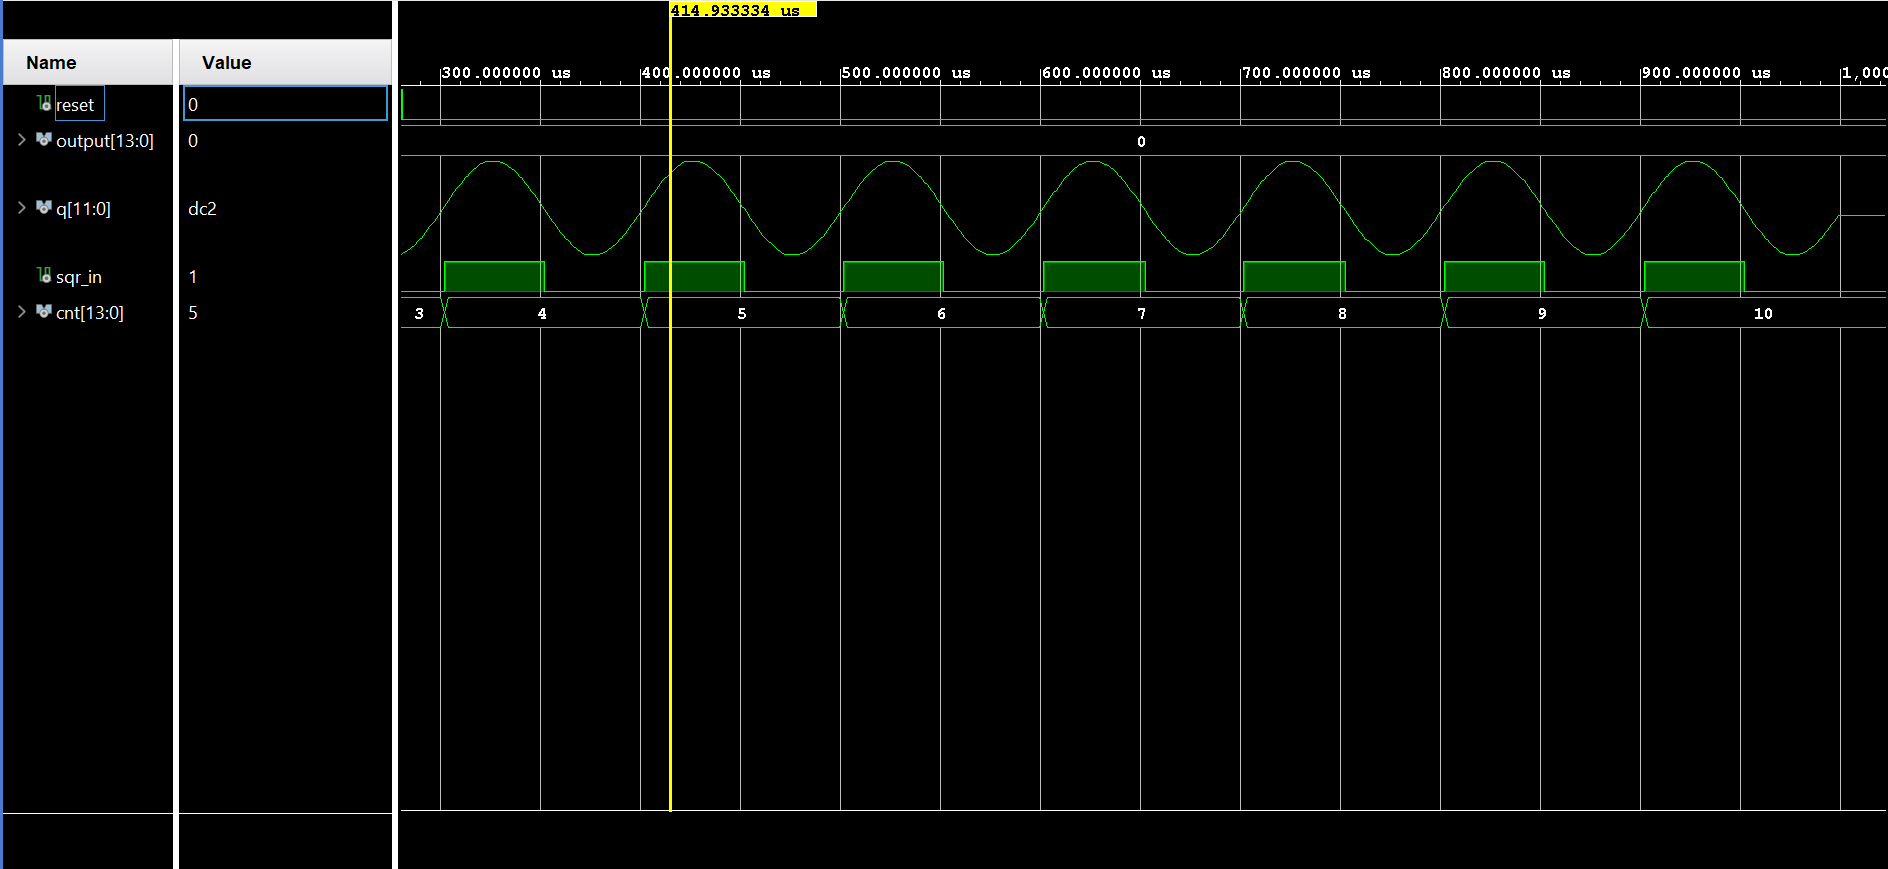 414.933334 us
Name Value
300.000000 us 400.000000 us 500.000000 us 600.000000 us 700.000000 us 800.000000 us 900.000000 us 1,000
reset 0
output[13:0] 0 0
q[11:0] dc2
sqr_in 1
cnt[13:0] 5 3 4 5 6 7 8 9 10